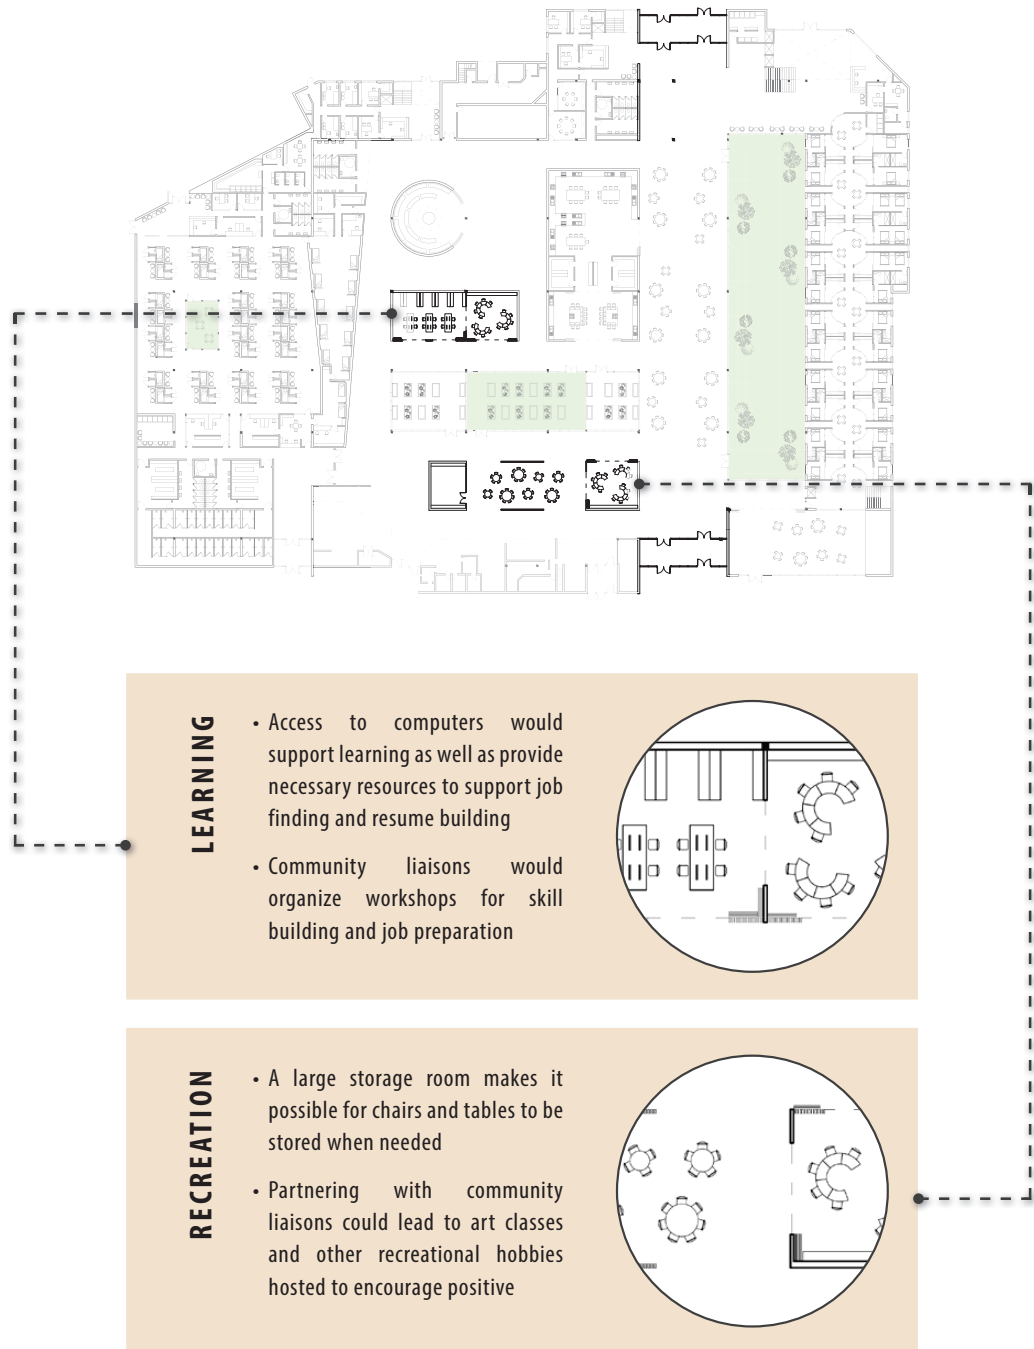 LEARNING
• Access to computers would
support learning as well as provide
necessary resources to support job
finding and resume building
• Community liaisons would
organize workshops for skill
building and job preparation
RECREATION
• A large storage room makes it
possible for chairs and tables to be
stored when needed
• Partnering with community
liaisons could lead to art classes
and other recreational hobbies
hosted to encourage positive